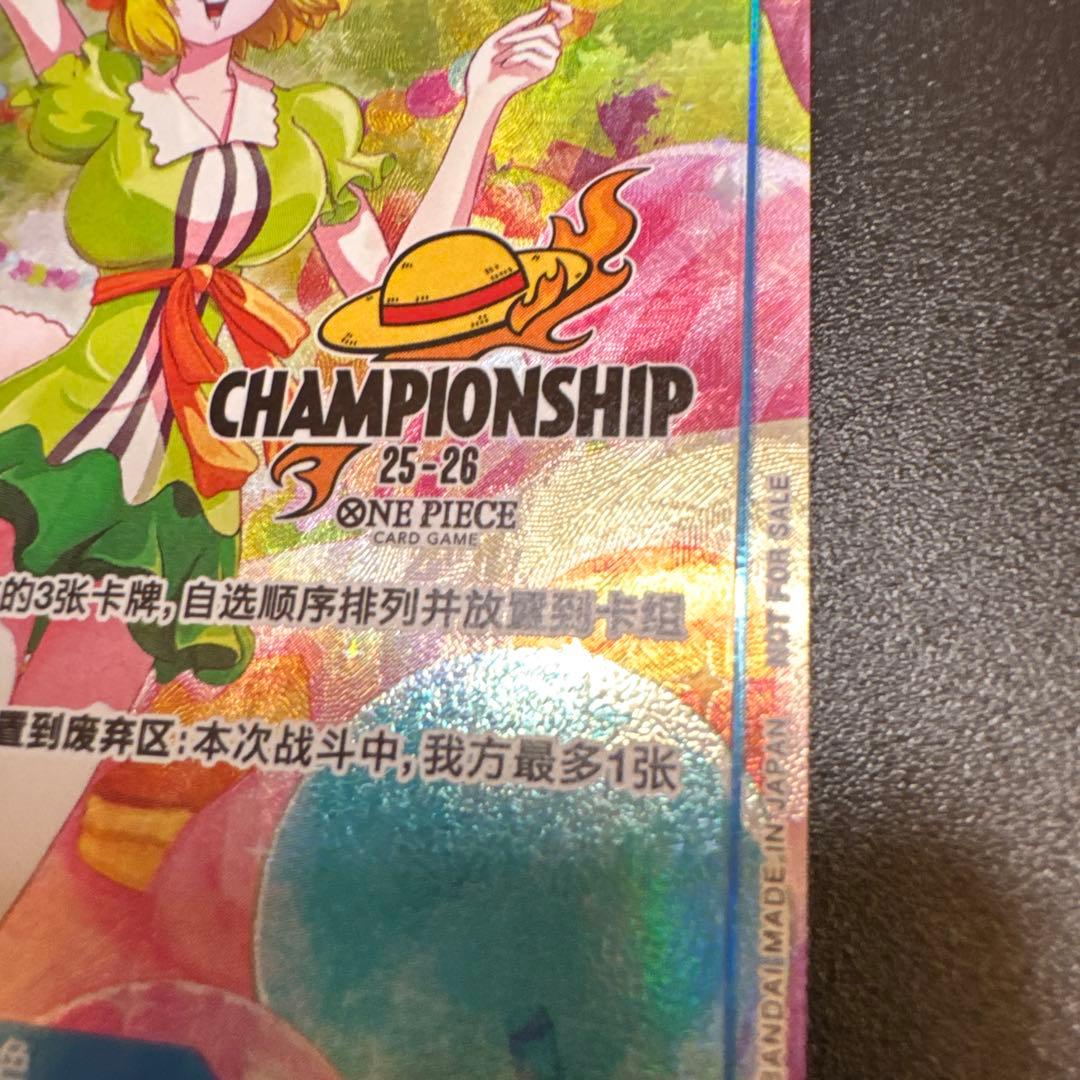 CHAMPIONSHIP
25-26
ONE PIECE
CARD GAME
的3张卡牌,自选顺序排列并放置到卡组
置到废弃区:本次战斗中,我方最多1张
BANDAI MADE IN JAPAN NOT FOR SALE